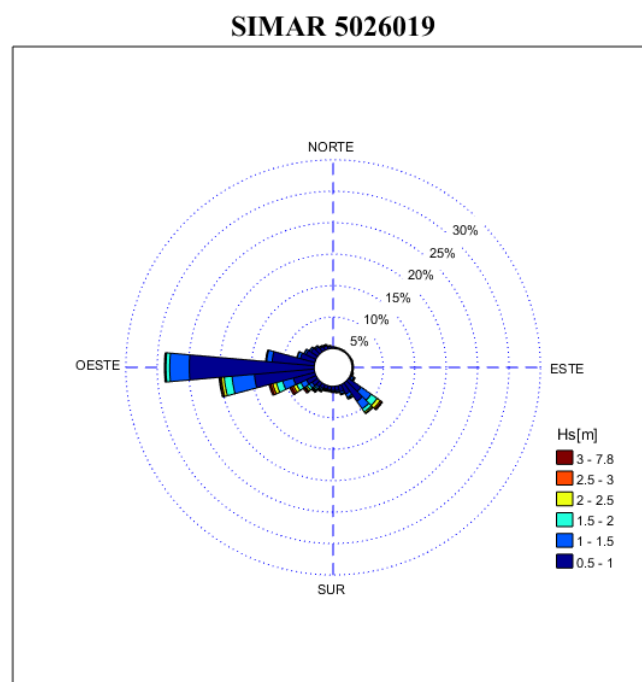 SIMAR 5026019
NORTE
30%
25%
20%
15%
10%
5%
OESTE
ESTE
Hs[m]
3 - 7.8
2.5 - 3
2 - 2.5
1.5 - 2
1 - 1.5
0.5 - 1
SUR